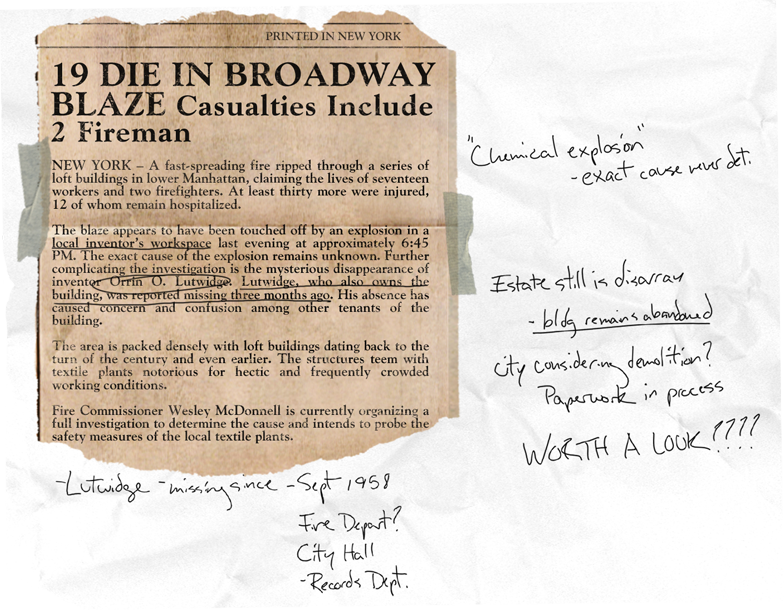 PRINTED IN NEW YORK
19 DIE IN BROADWAY
BLAZE Casualties Include
2 Fireman
NEW YORK – A fast-spreading fire ripped through a series of
loft buildings in lower Manhattan, claiming the lives of seventeen
workers and two firefighters. At least thirty more were injured,
12 of whom remain hospitalized.
The blaze appears to have been touched off by an explosion in a
local inventor's workspace last evening at approximately 6:45
PM. The exact cause of the explosion remains unknown. Further
complicating the investigation is the mysterious disappearance of
inventor Orrin O. Lutwidge. Lutwidge, who also owns the
building, was reported missing three months ago. His absence has
caused concern and confusion among other tenants of the
building.
The area is packed densely with loft buildings dating back to the
turn of the century and even earlier. The structures teem with
textile plants notorious for hectic and frequently crowded
working conditions.
Fire Commissioner Wesley McDonnell is currently organizing a
full investigation to determine the cause and intends to probe the
safety measures of the local textile plants.
"Chemical explosion"
- exact cause never det.
Estate still is disarray
- bldg remains abandoned
City considering demolition?
Paperwork in process
WORTH A LOOK????
- Lutwidge - missing since - Sept 1958
Fire Depart?
City Hall
- Records Dept.